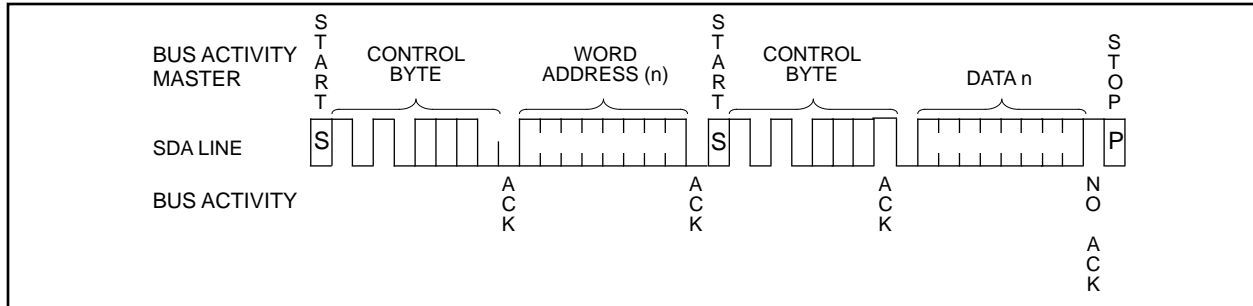 BUS ACTIVITY
MASTER
START
CONTROL
BYTE
WORD
ADDRESS (n)
START
CONTROL
BYTE
DATA n
STOP
SDA LINE
S
S
P
BUS ACTIVITY
ACK
ACK
ACK
NO ACK